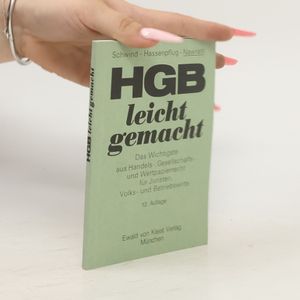 Schwind - Hassenpflug - Nawratil
HGB
leicht
gemacht
Das Wichtigste
aus Handels-, Gesellschafts-
und Wertpapierrecht
für Juristen,
Volks- und Betriebswirte
12. Auflage
Ewald von Kleist Verlag
München
HGB leicht gemacht